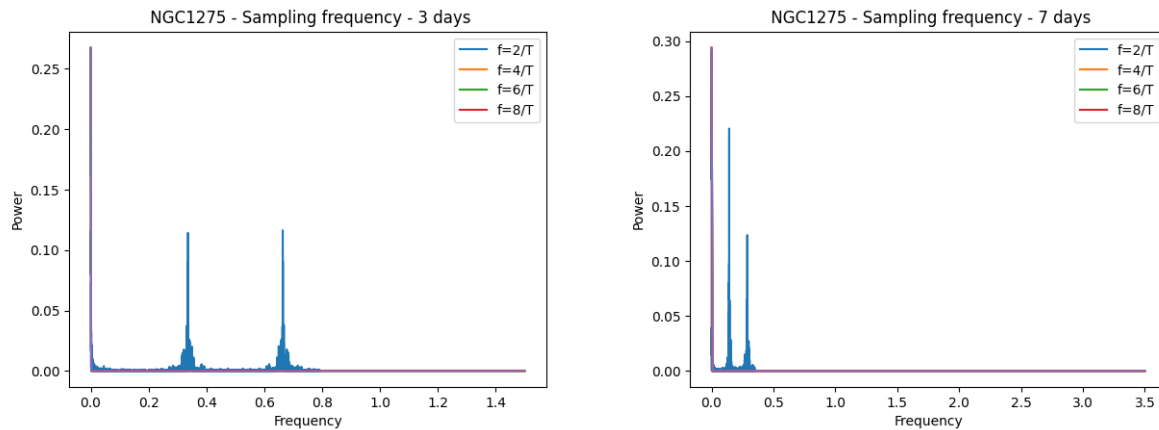 NGC1275 - Sampling frequency - 3 days
f=2/T
f=4/T
f=6/T
f=8/T
Power
0.25
0.20
0.15
0.10
0.05
0.00
0.0 0.2 0.4 0.6 0.8 1.0 1.2 1.4
Frequency
NGC1275 - Sampling frequency - 7 days
f=2/T
f=4/T
f=6/T
f=8/T
Power
0.30
0.25
0.20
0.15
0.10
0.05
0.00
0.0 0.5 1.0 1.5 2.0 2.5 3.0 3.5
Frequency